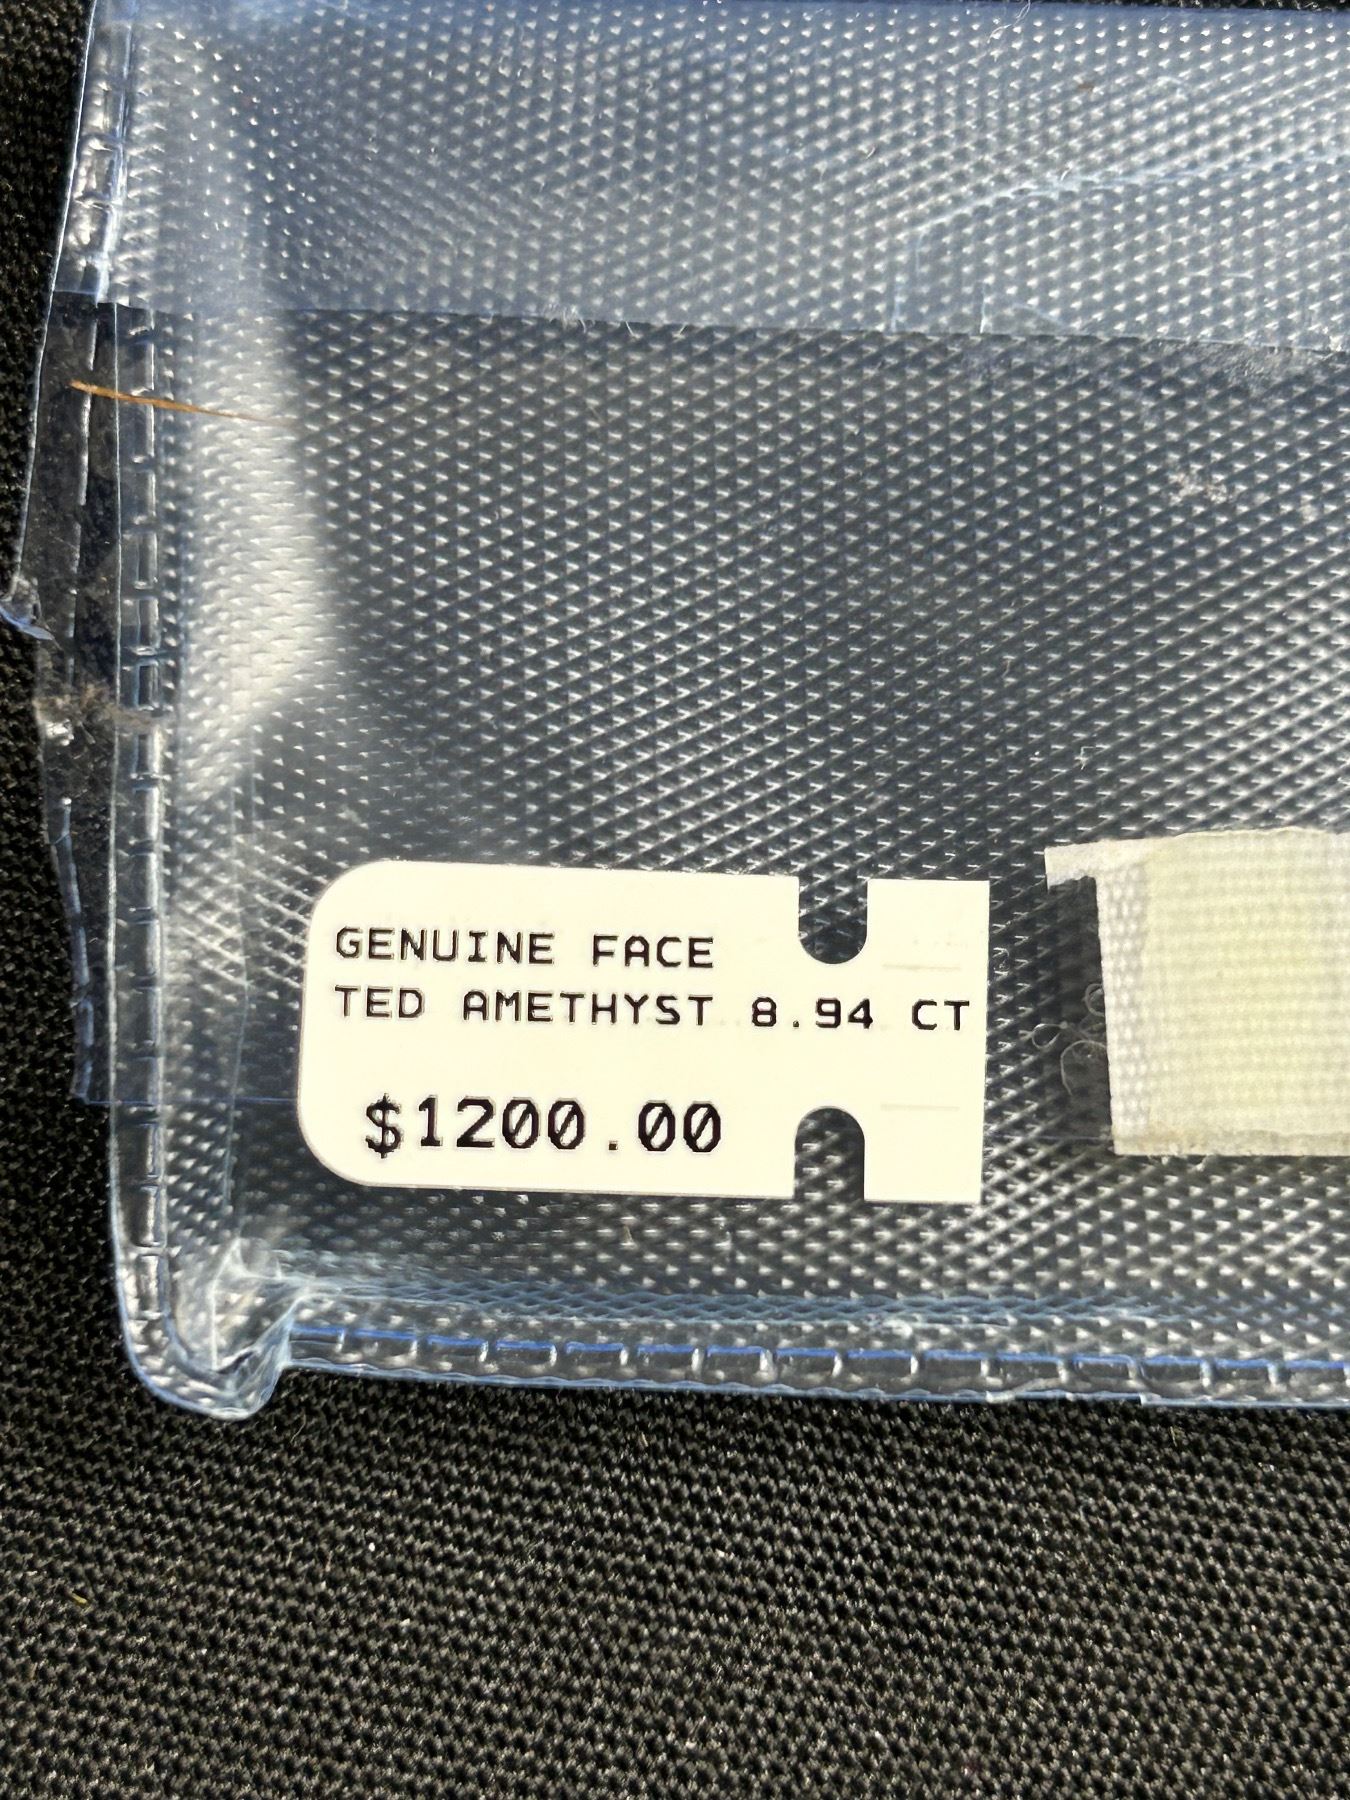 GENUINE FACE
TED AMETHYST 8.94 CT
$1200.00